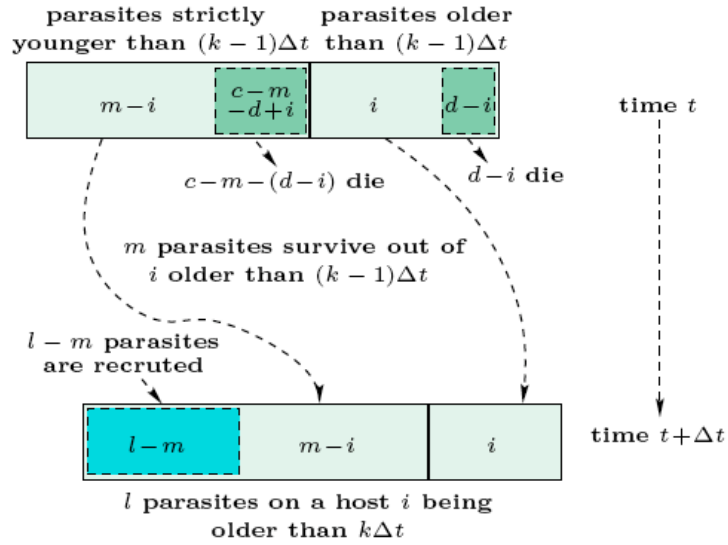 parasites strictly
younger than (k − 1)Δt
parasites older
than (k − 1)Δt
m − i
c − m
−d + i
i
d − i
time t
c − m − (d − i) die
d − i die
m parasites survive out of
i older than (k − 1)Δt
l − m parasites
are recruted
l − m
m − i
i
time t + Δt
l parasites on a host i being
older than kΔt